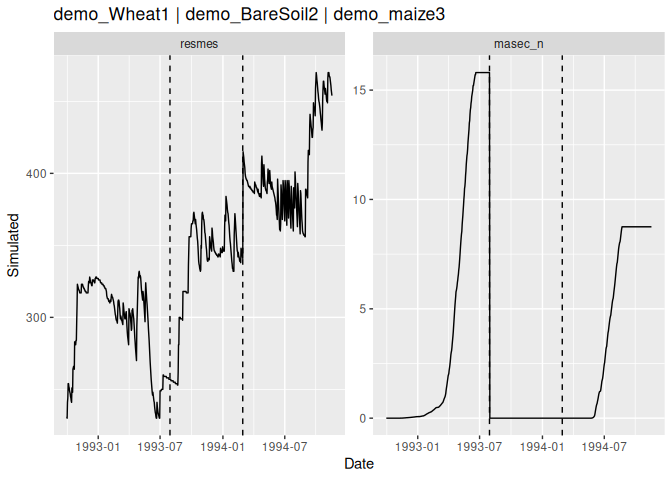 demo_Wheat1 | demo_BareSoil2 | demo_maize3
resmes
masec_n
Simulated
400
300
15
10
5
0
1993-01 1993-07 1994-01 1994-07
1993-01 1993-07 1994-01 1994-07
Date